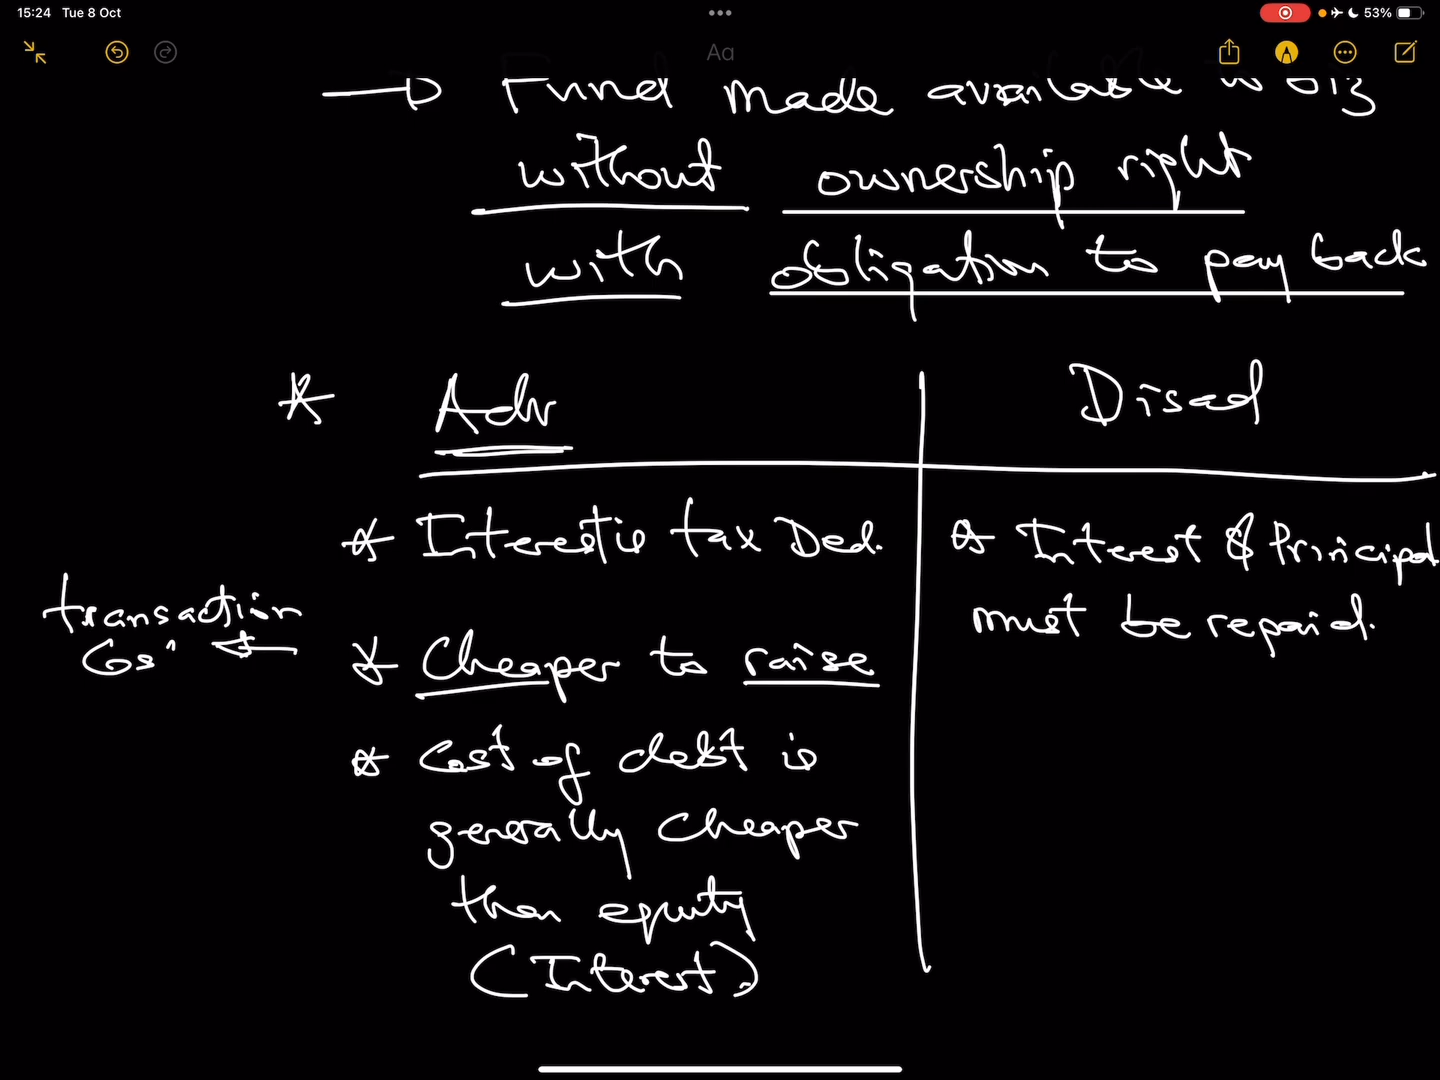 15:24 Tue 8 Oct
53%
Aa
Fund made available to biz
without ownership right
with obligation to pay back
Adv
Disad
Interest is tax Ded.
Interest & Principal
must be repaid.
transaction
Cheaper to raise
Cost of debt is
generally cheaper
than equity
(Interest)